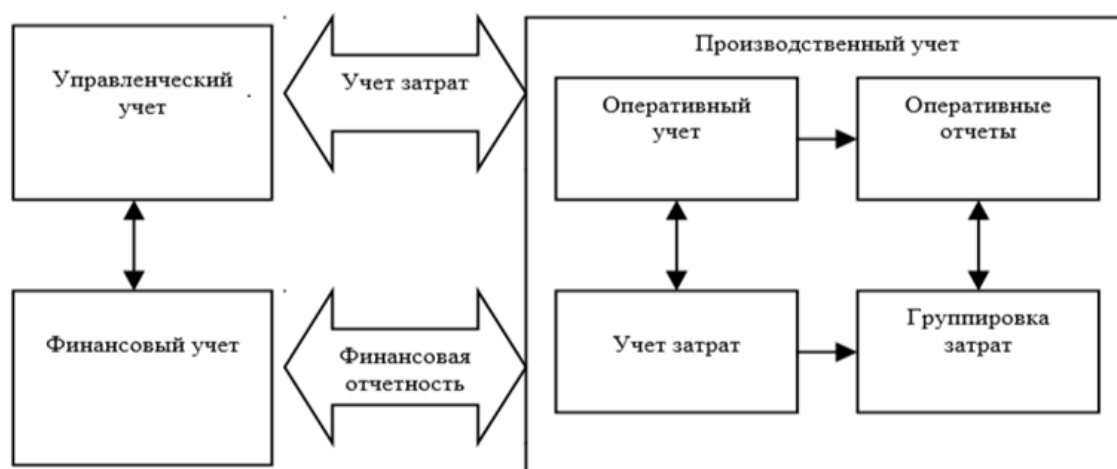 Управленческий
учет
Учет затрат
Производственный учет
Оперативный
учет
Оперативные
отчеты
Финансовый учет
Финансовая
отчетность
Учет затрат
Группировка
затрат